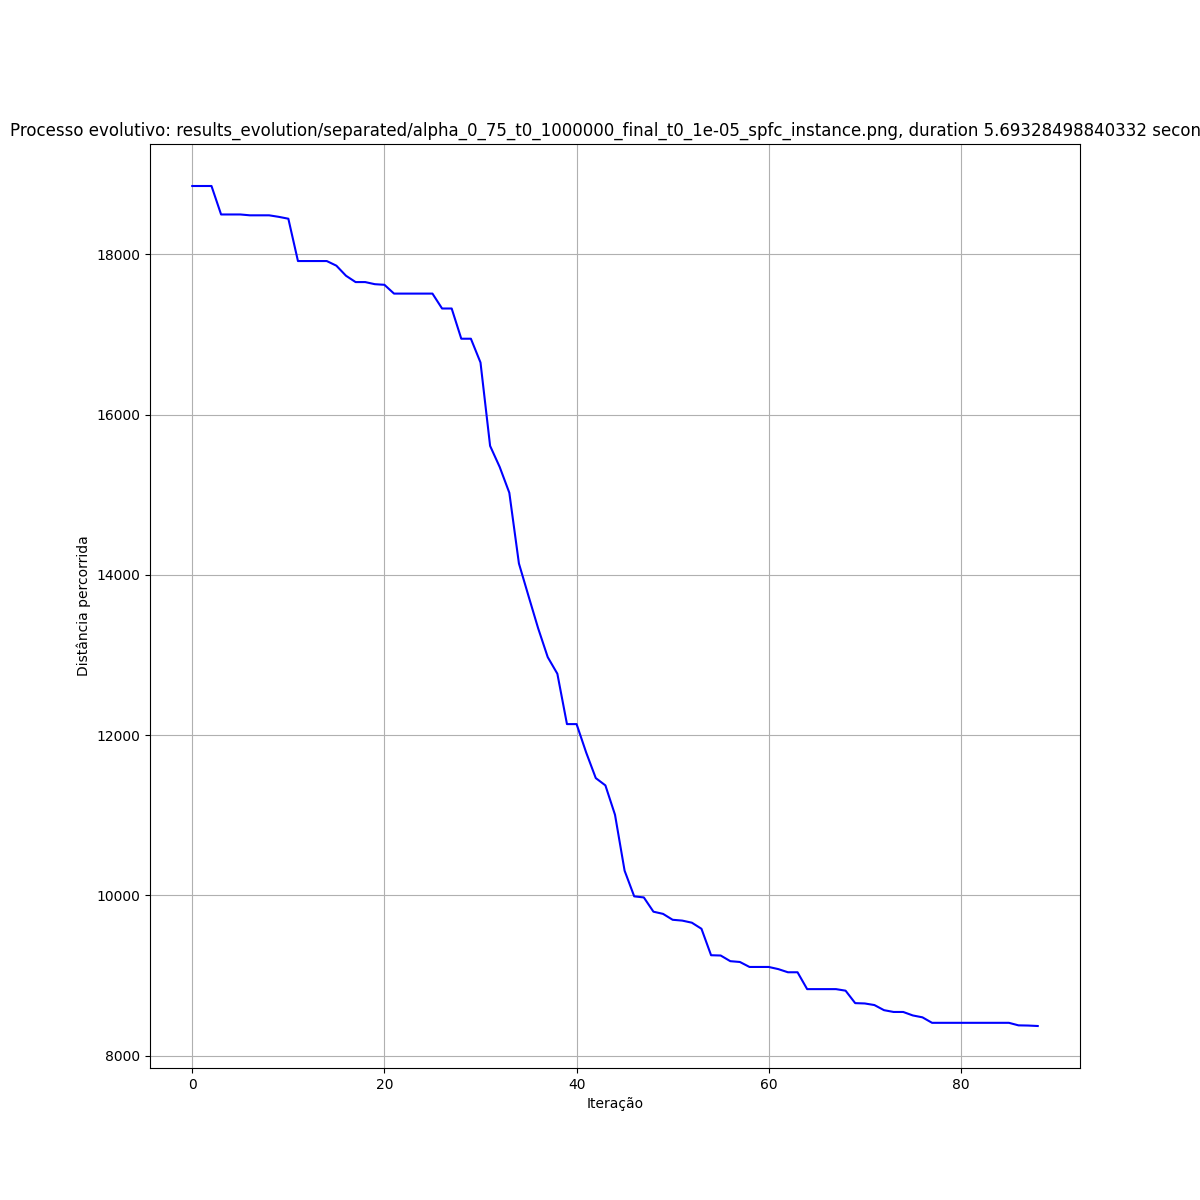 Processo evolutivo: results_evolution/separated/alpha_0_75_t0_1000000_final_t0_1e-05_spfc_instance.png, duration 5.69328498840332 secon
18000
16000
14000
12000
10000
8000
Distância percorrida
0 20 40 60 80
Iteração